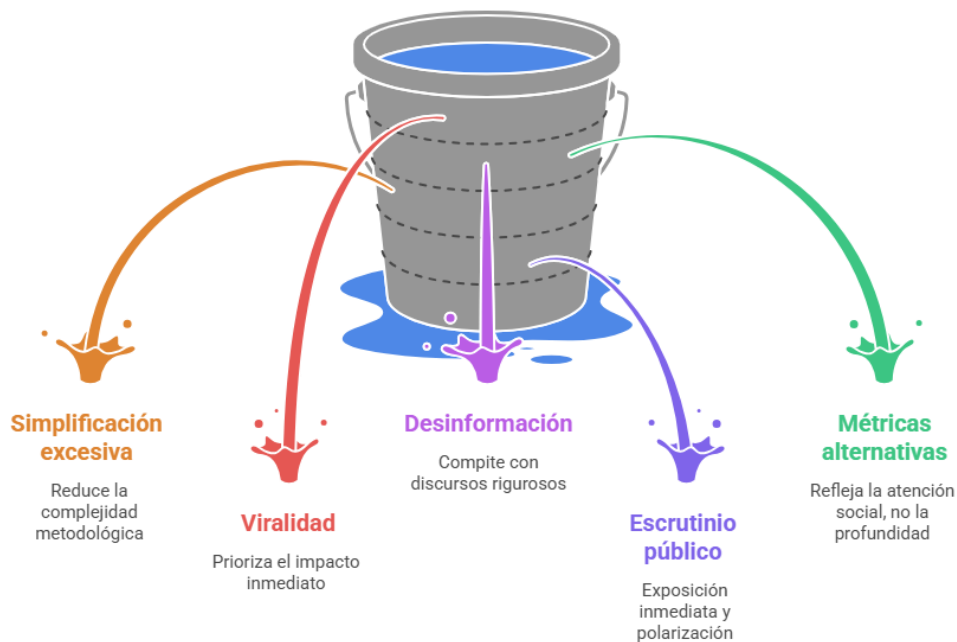 Simplificación
excesiva
Reduce la
complejidad
metodológica
Viralidad
Prioriza el impacto
inmediato
Desinformación
Compite con
discursos rigurosos
Escrutinio
público
Exposición
inmediata y
polarización
Métricas
alternativas
Refleja la atención
social, no la
profundidad